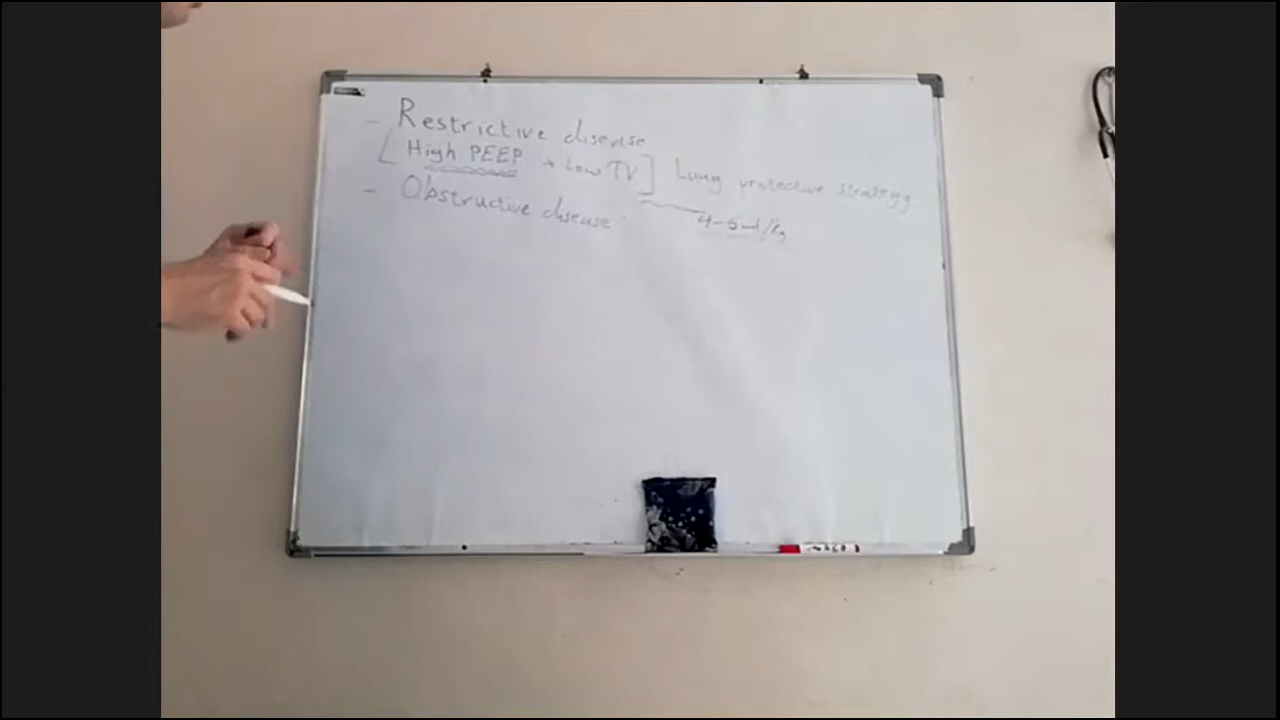 - Restrictive disease
[ High PEEP + Low TV ] Lung protective strategy
4-6 ml/kg
- Obstructive disease: